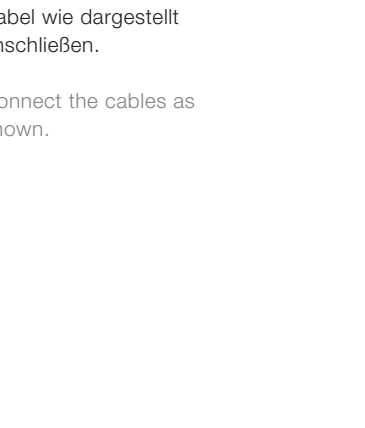 abel wie dargestellt
nschließen.
onnect the cables as
hown.